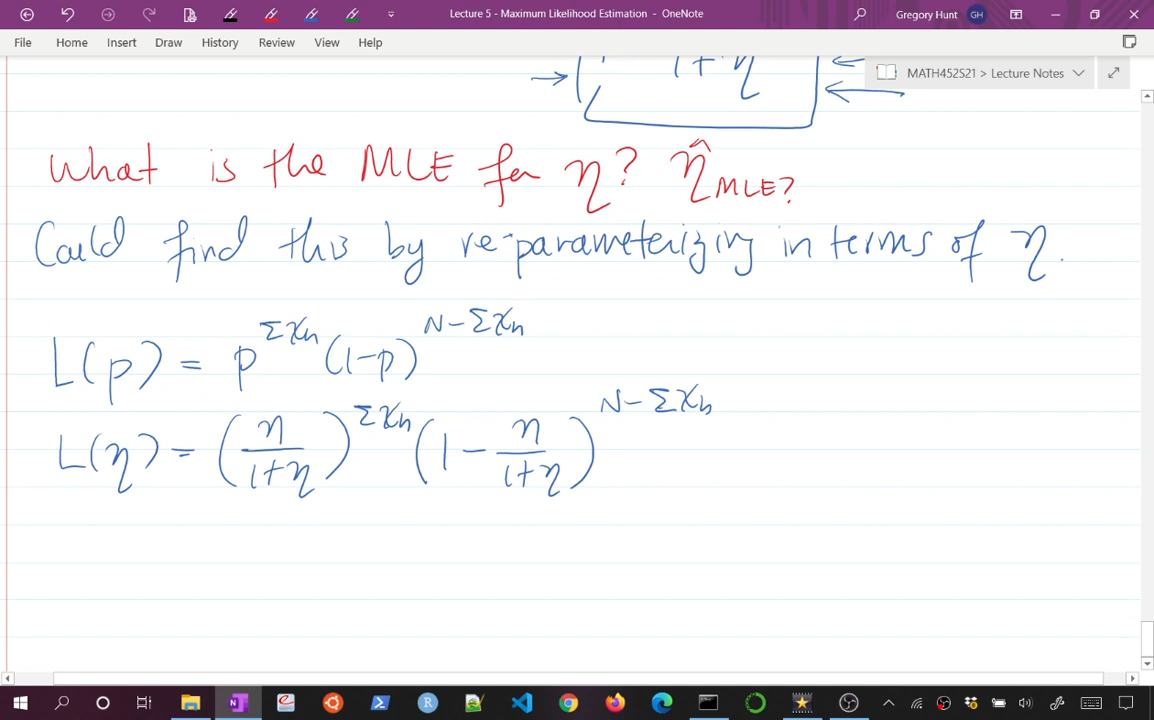 Lecture 5 - Maximum Likelihood Estimation - OneNote
Gregory Hunt GH
File Home Insert Draw History Review View Help
1+η
MATH452S21 > Lecture Notes
What is the MLE for η? η̂ MLE?
Could find this by re-parameterizing in terms of η.
L(p) = p^{Σxₙ} (1-p)^{N-Σxₙ}
L(η) = (η/(1+η))^{Σxₙ} (1 - η/(1+η))^{N-Σxₙ}